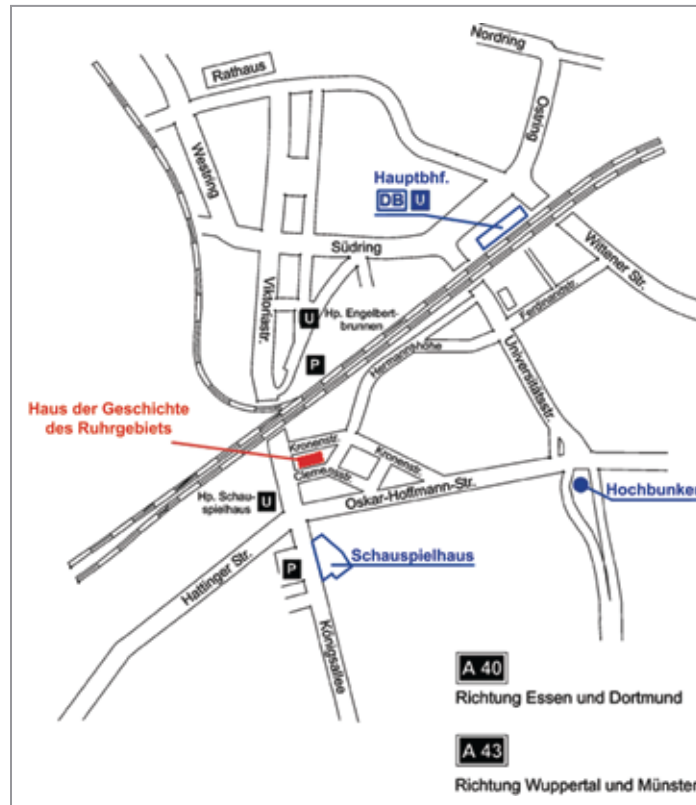 Nordring
Rathaus
Ostring
Westring
Hauptbhf.
DB U
Südring
Wittener Str.
Viktoriastr.
U
Hp. Engelbert-
brunnen
Ferdinandstr.
P
Hermannshöhe
Universitätsstr.
Haus der Geschichte
des Ruhrgebiets
Kronenstr.
Kronenstr.
Clemensstr.
Hp. Schau-
spielhaus
U
Oskar-Hoffmann-Str.
Hochbunker
Hattinger Str.
P
Schauspielhaus
Königsallee
A 40
Richtung Essen und Dortmund
A 43
Richtung Wuppertal und Münster